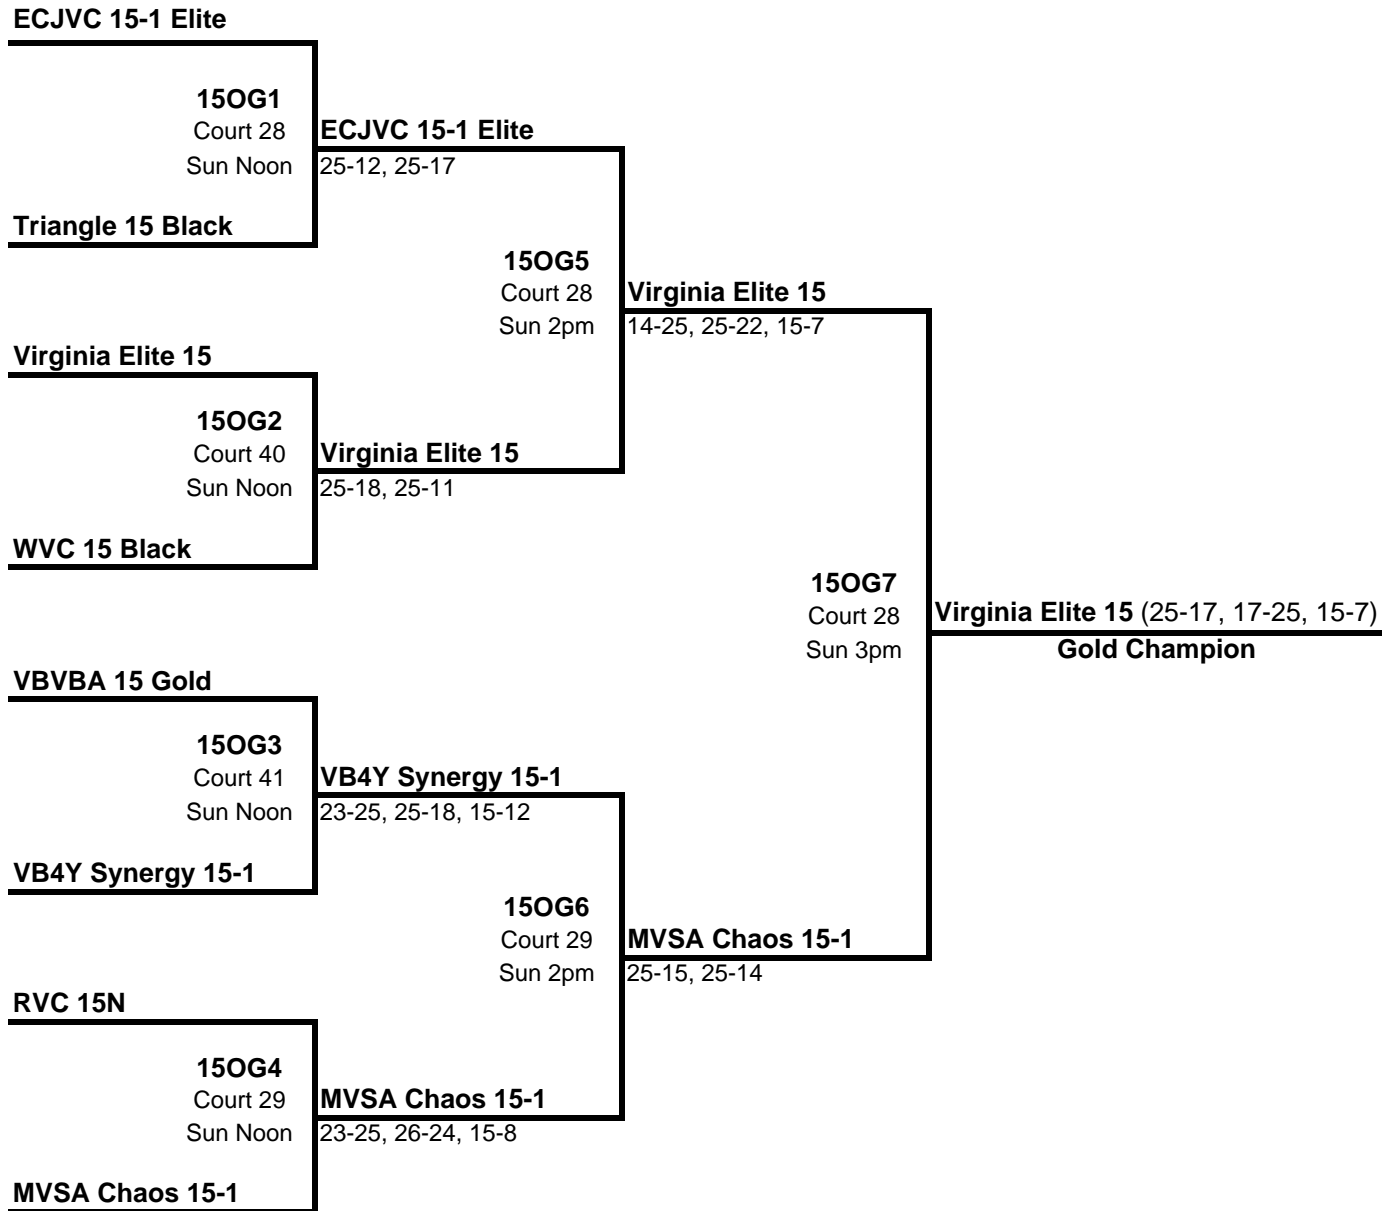 ECJVC 15-1 Elite
15OG1
Court 28
Sun Noon
ECJVC 15-1 Elite
25-12, 25-17
Triangle 15 Black
15OG5
Court 28
Sun 2pm
Virginia Elite 15
14-25, 25-22, 15-7
Virginia Elite 15
15OG2
Court 40
Sun Noon
Virginia Elite 15
25-18, 25-11
WVC 15 Black
15OG7
Court 28
Sun 3pm
Virginia Elite 15 (25-17, 17-25, 15-7)
Gold Champion
VBVBA 15 Gold
15OG3
Court 41
Sun Noon
VB4Y Synergy 15-1
23-25, 25-18, 15-12
VB4Y Synergy 15-1
15OG6
Court 29
Sun 2pm
MVSA Chaos 15-1
25-15, 25-14
RVC 15N
15OG4
Court 29
Sun Noon
MVSA Chaos 15-1
23-25, 26-24, 15-8
MVSA Chaos 15-1